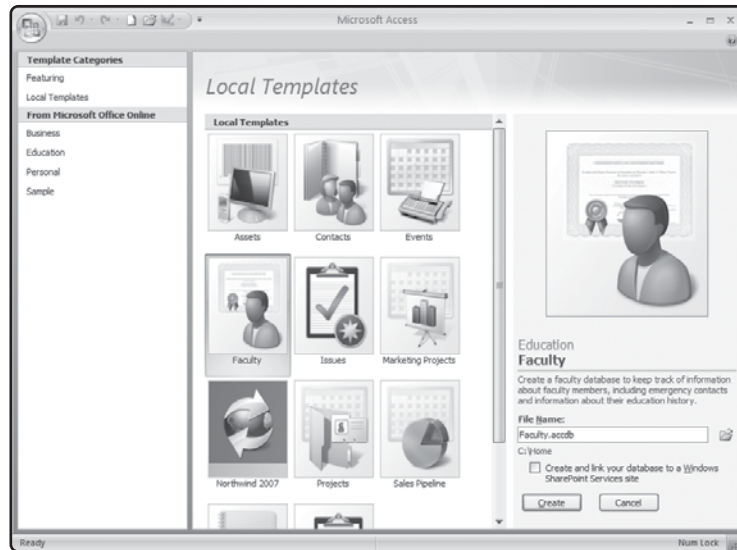 Microsoft Access
Template Categories
Featuring
Local Templates
From Microsoft Office Online
Business
Education
Personal
Sample
Local Templates
Local Templates
Assets
Contacts
Events
Faculty
Issues
Marketing Projects
Northwind 2007
Projects
Sales Pipeline
Education
Faculty
Create a faculty database to keep track of information
about faculty members, including emergency contacts
and information about their education history.
File Name:
Faculty.accdb
C:\Home
Create and link your database to a Windows
SharePoint Services site
Create
Cancel
Ready
Num Lock